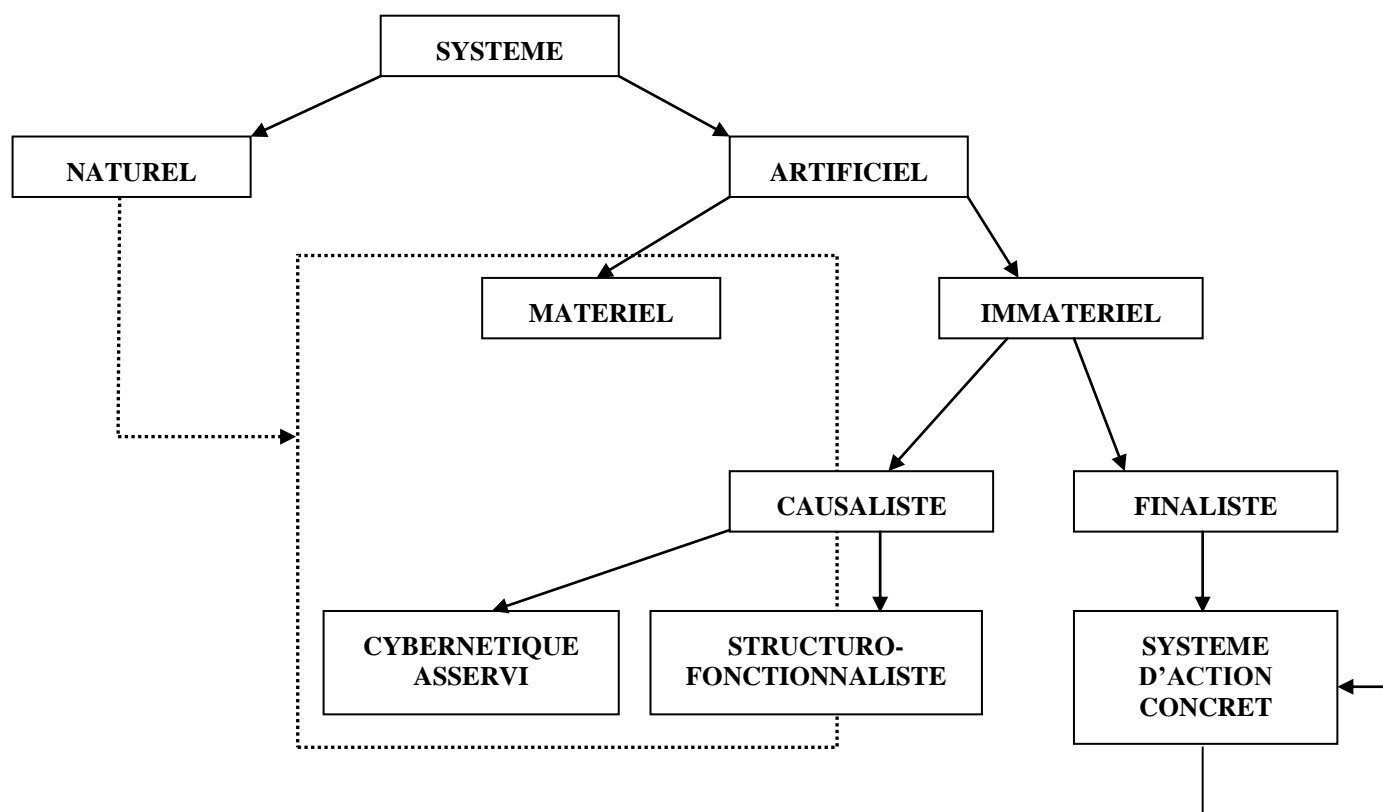 SYSTEME
NATUREL
ARTIFICIEL
MATERIEL
IMMATERIEL
CAUSALISTE
FINALISTE
CYBERNETIQUE
ASSERVI
STRUCTURO-
FONCTIONNALISTE
SYSTEME
D’ACTION
CONCRET